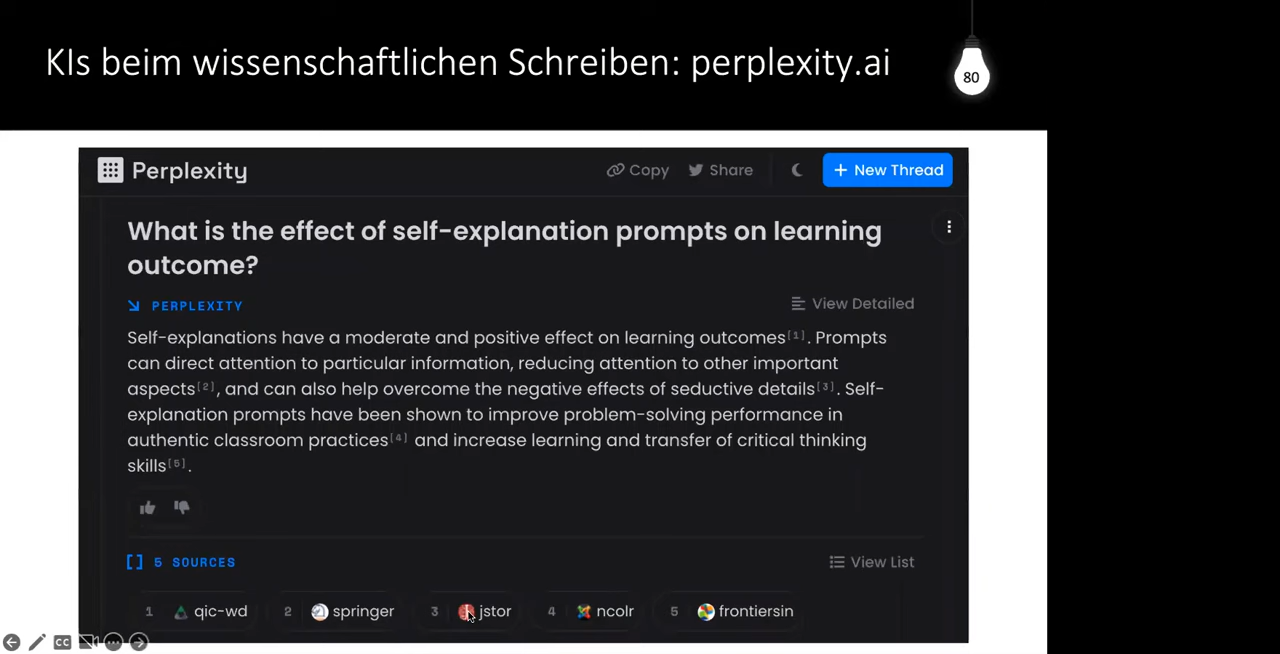 KIs beim wissenschaftlichen Schreiben: perplexity.ai
80
Perplexity
Copy
Share
+ New Thread
What is the effect of self-explanation prompts on learning
outcome?
PERPLEXITY
View Detailed
Self-explanations have a moderate and positive effect on learning outcomes[1]. Prompts
can direct attention to particular information, reducing attention to other important
aspects[2], and can also help overcome the negative effects of seductive details[3]. Self-
explanation prompts have been shown to improve problem-solving performance in
authentic classroom practices[4] and increase learning and transfer of critical thinking
skills[5].
[] 5 SOURCES
View List
1 qic-wd
2 springer
3 jstor
4 ncolr
5 frontiersin
CC